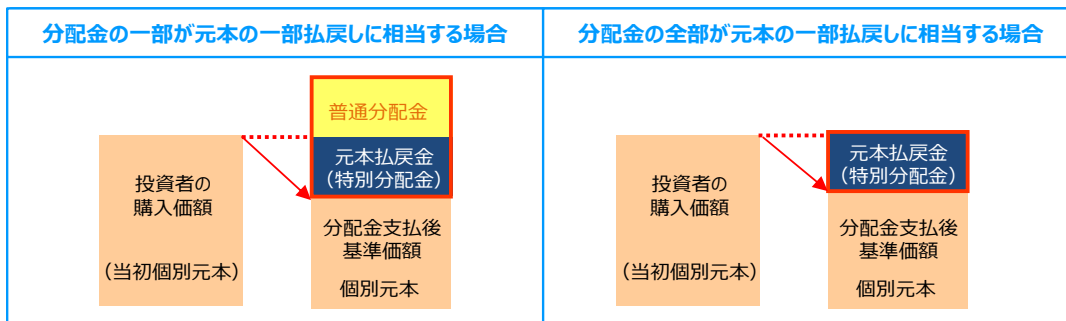 分配金の一部が元本の一部払戻しに相当する場合
分配金の全部が元本の一部払戻しに相当する場合
普通分配金
元本払戻金
(特別分配金)
投資者の
購入価額
(当初個別元本)
分配金支払後
基準価額
個別元本
元本払戻金
(特別分配金)
投資者の
購入価額
(当初個別元本)
分配金支払後
基準価額
個別元本